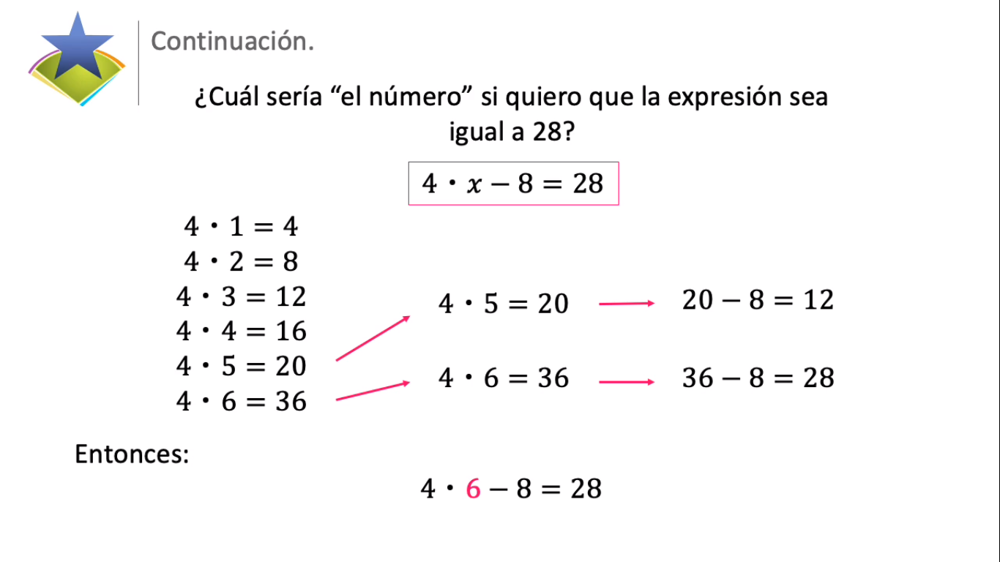 Continuación.
¿Cuál sería “el número” si quiero que la expresión sea
igual a 28?
4 · x − 8 = 28
4 · 1 = 4
4 · 2 = 8
4 · 3 = 12
4 · 4 = 16
4 · 5 = 20
4 · 6 = 36
4 · 5 = 20
20 − 8 = 12
4 · 6 = 36
36 − 8 = 28
Entonces:
4 · 6 − 8 = 28